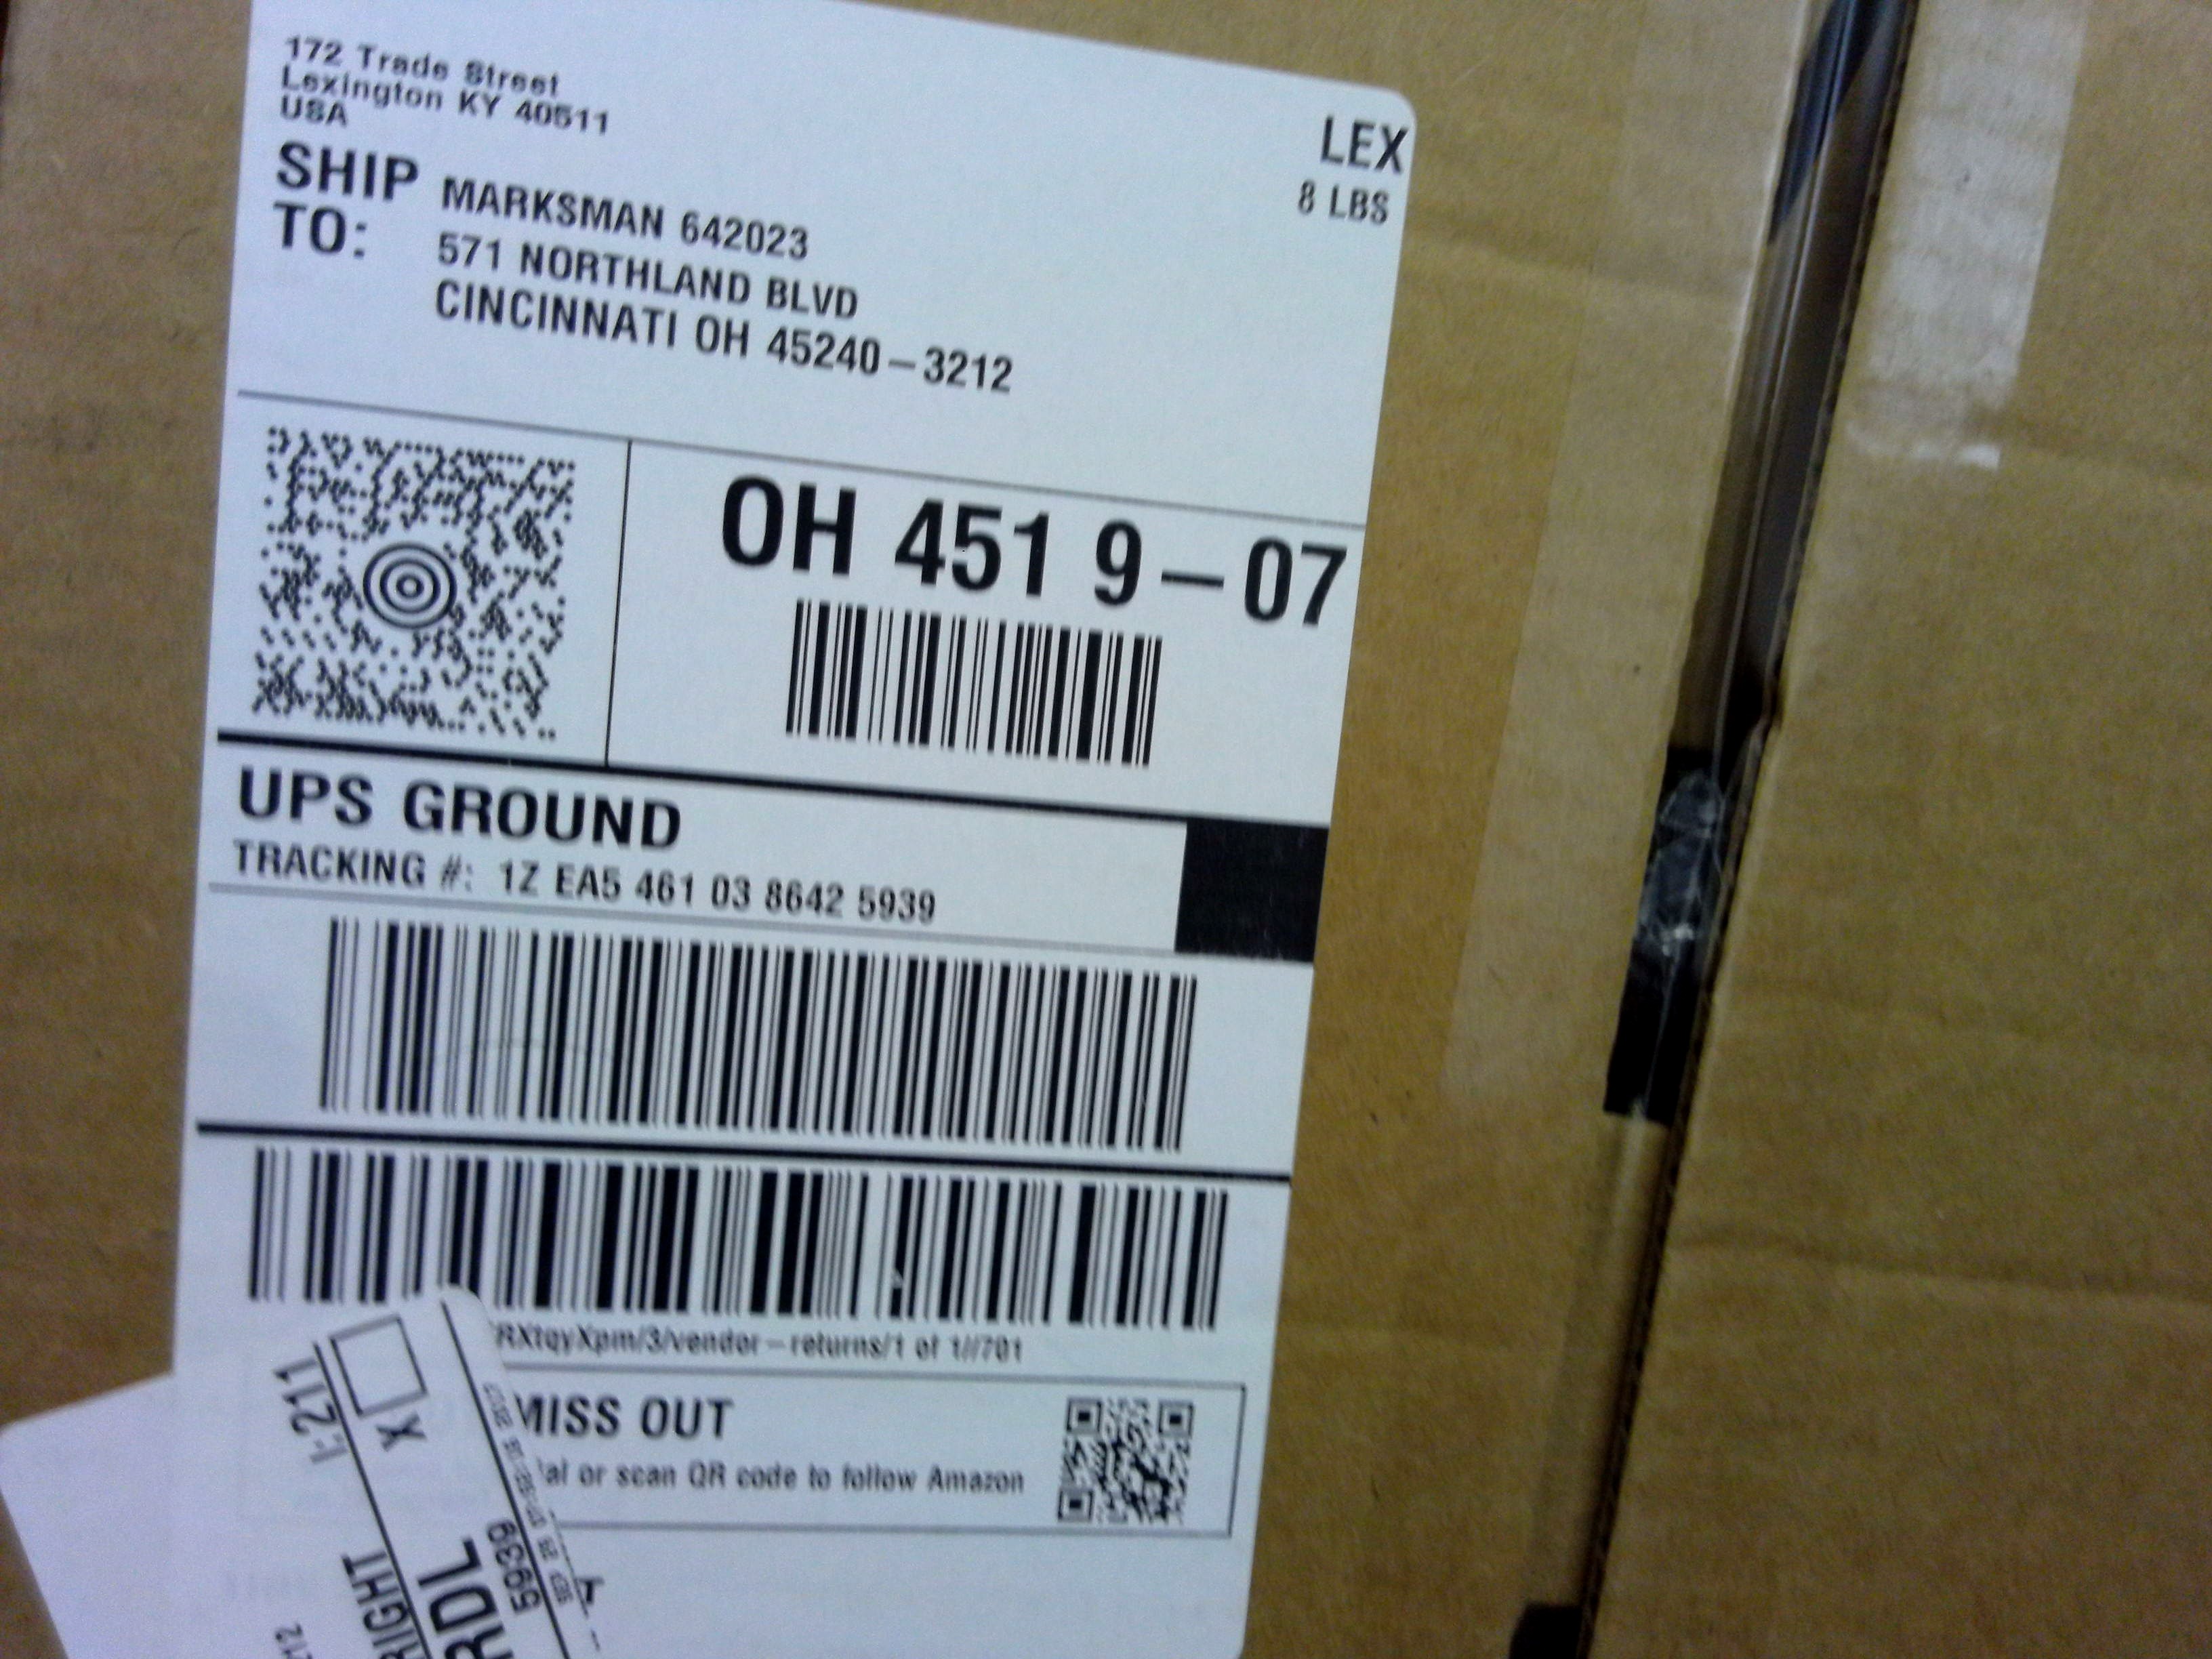 172 Trade Street
Lexington KY 40511
USA
LEX
8 LBS
SHIP TO:
MARKSMAN 642023
571 NORTHLAND BLVD
CINCINNATI OH 45240-3212
OH 451 9-07
UPS GROUND
TRACKING #: 1Z EA5 461 03 8642 5939
RXtqyXpm/3/vendor-returns/1 of 1//701
MISS OUT
or scan QR code to follow Amazon
X
RIGHT
RDL
5939